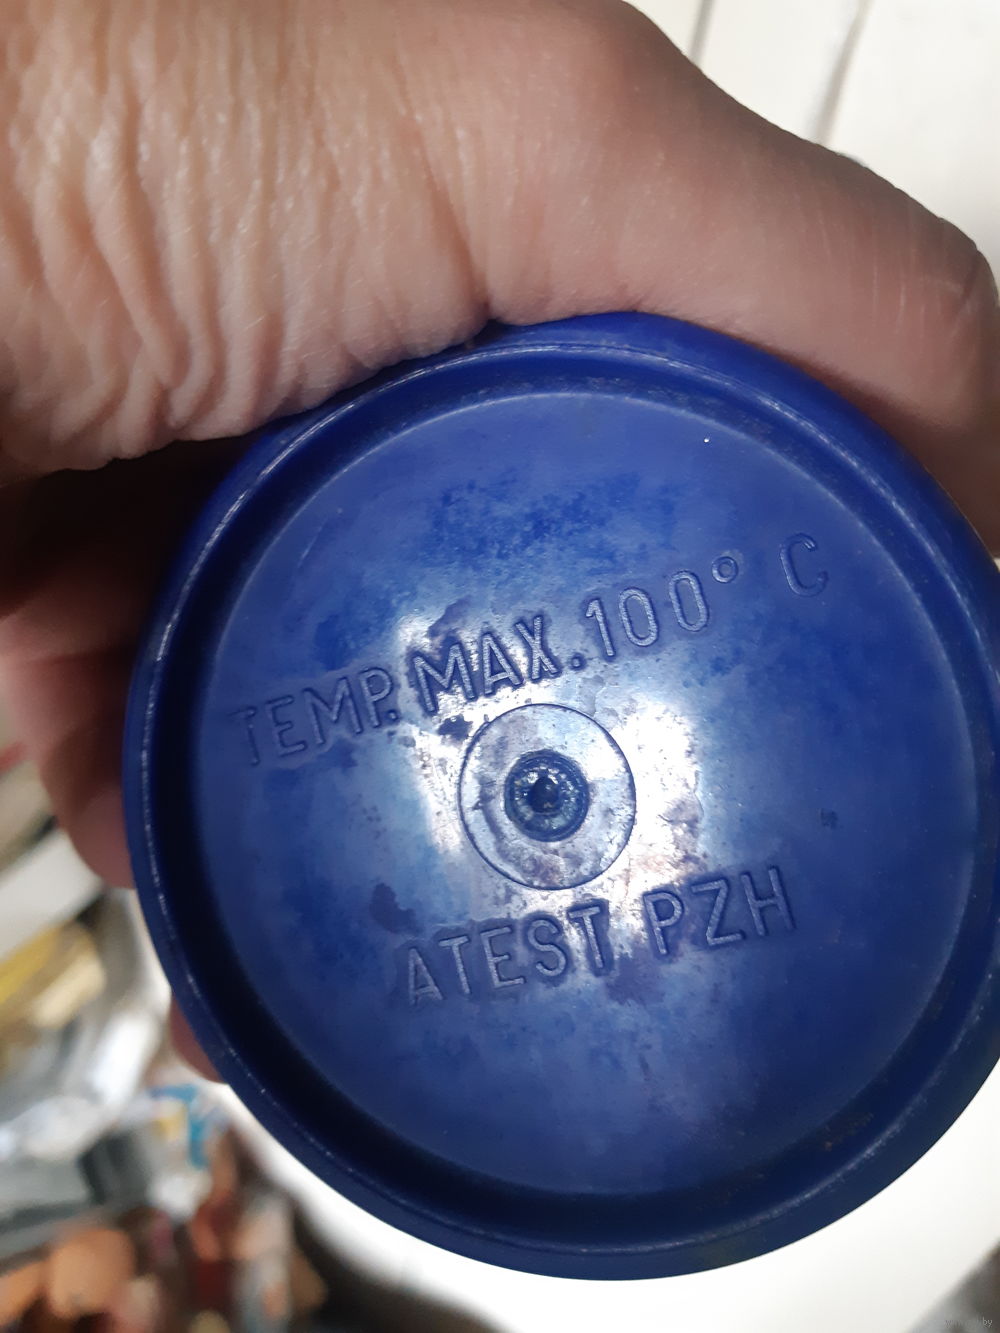 TEMP. MAX. 100° C
ATEST PZH